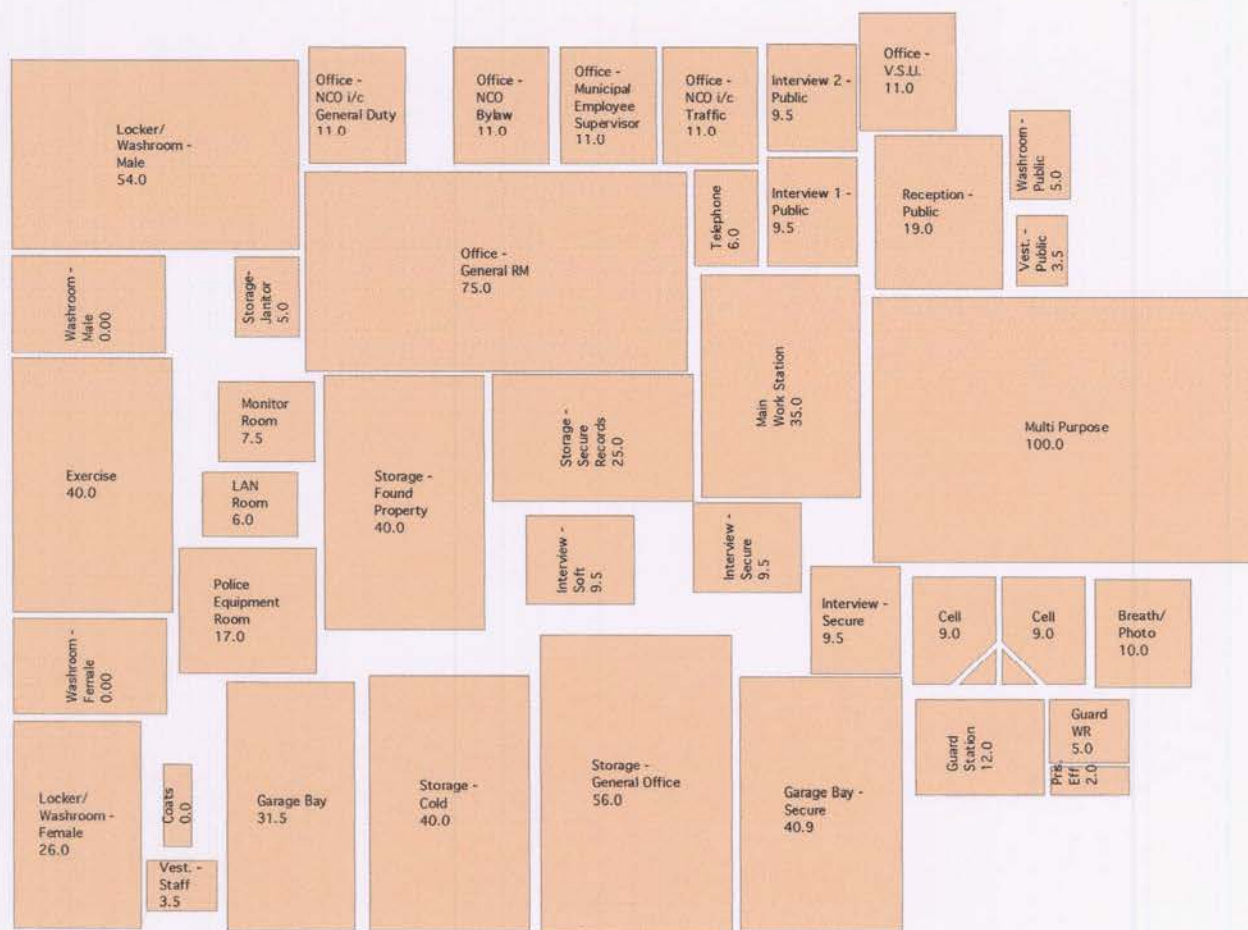 Office -
V.S.U.
11.0
Office -
NCO i/c
General Duty
11.0
Office -
NCO
Bylaw
11.0
Office -
Municipal
Employee
Supervisor
11.0
Office -
NCO i/c
Traffic
11.0
Interview 2 -
Public
9.5
Locker/
Washroom -
Male
54.0
Washroom -
Public
5.0
Telephone
6.0
Interview 1 -
Public
9.5
Reception -
Public
19.0
Vest. -
Public
3.5
Office -
General RM
75.0
Washroom -
Male
0.00
Storage-
Janitor
5.0
Main
Work Station
35.0
Multi Purpose
100.0
Monitor
Room
7.5
Storage -
Secure
Records
25.0
Exercise
40.0
LAN
Room
6.0
Storage -
Found
Property
40.0
Interview -
Soft
9.5
Interview -
Secure
9.5
Police
Equipment
Room
17.0
Interview -
Secure
9.5
Cell
9.0
Cell
9.0
Breath/
Photo
10.0
Washroom -
Female
0.00
Guard
Station
12.0
Guard
WR
5.0
Pris.
Eff
2.0
Locker/
Washroom -
Female
26.0
Coats
0.0
Garage Bay
31.5
Storage -
Cold
40.0
Storage -
General Office
56.0
Garage Bay -
Secure
40.9
Vest. -
Staff
3.5